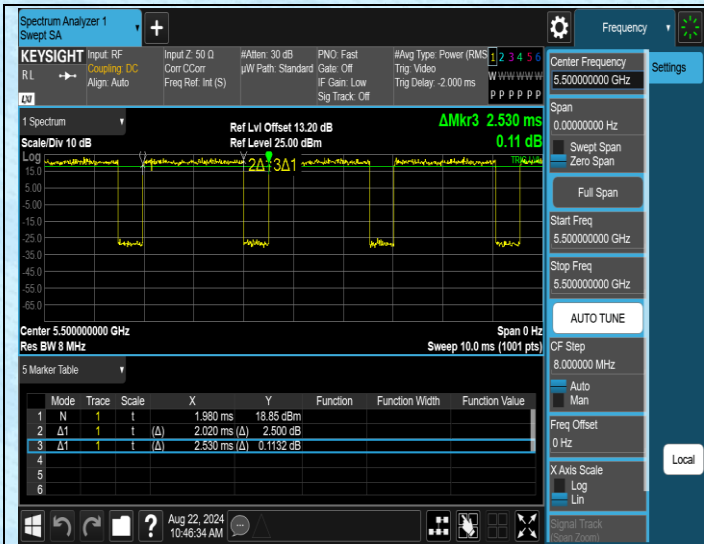 Spectrum Analyzer 1
Swept SA
Frequency
KEYSIGHT
RL
LXI
Input: RF
Coupling: DC
Align: Auto
Input Z: 50 Ω
Corr CCorr
Freq Ref: Int (S)
#Atten: 30 dB
µW Path: Standard
PNO: Fast
Gate: Off
IF Gain: Low
Sig Track: Off
#Avg Type: Power (RMS
Trig: Video
Trig Delay: -2.000 ms
1 2 3 4 5 6
W W W W W W
P P P P P P
Center Frequency
5.500000000 GHz
Settings
Span
0.00000000 Hz
Swept Span
Zero Span
Full Span
Start Freq
5.500000000 GHz
Stop Freq
5.500000000 GHz
AUTO TUNE
CF Step
8.000000 MHz
Auto
Man
Freq Offset
0 Hz
X Axis Scale
Log
Lin
Signal Track
(Span Zoom)
Local
1 Spectrum
Scale/Div 10 dB
Ref Lvl Offset 13.20 dB
Ref Level 25.00 dBm
ΔMkr3 2.530 ms
0.11 dB
Log
15.0
5.00
-5.00
-15.0
-25.0
-35.0
-45.0
-55.0
-65.0
1
2Δ1
3Δ1
Center 5.500000000 GHz
Res BW 8 MHz
Span 0 Hz
Sweep 10.0 ms (1001 pts)
5 Marker Table
Mode Trace Scale X Y Function Function Width Function Value
1 N 1 t 1.980 ms 18.85 dBm
2 Δ1 1 t (Δ) 2.020 ms (Δ) 2.500 dB
3 Δ1 1 t (Δ) 2.530 ms (Δ) 0.1132 dB
4
5
6
?
Aug 22, 2024
10:46:34 AM